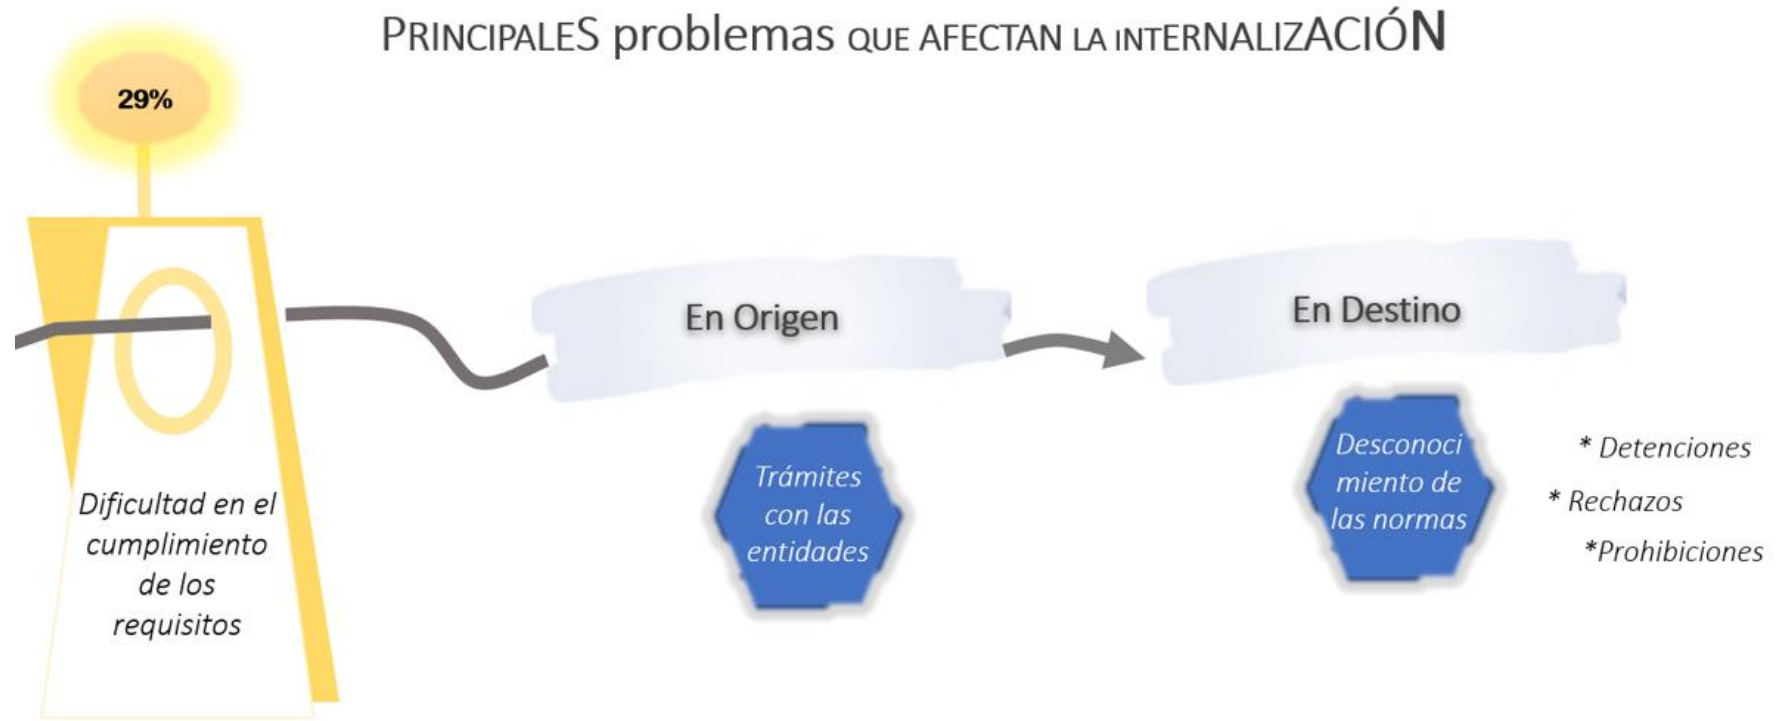 PRINCIPALES problemas QUE AFECTAN LA INTERNALIZACIÓN
29%
Dificultad en el
cumplimiento
de los
requisitos
En Origen
Trámites
con las
entidades
En Destino
Desconoci
miento de
las normas
* Detenciones
* Rechazos
*Prohibiciones